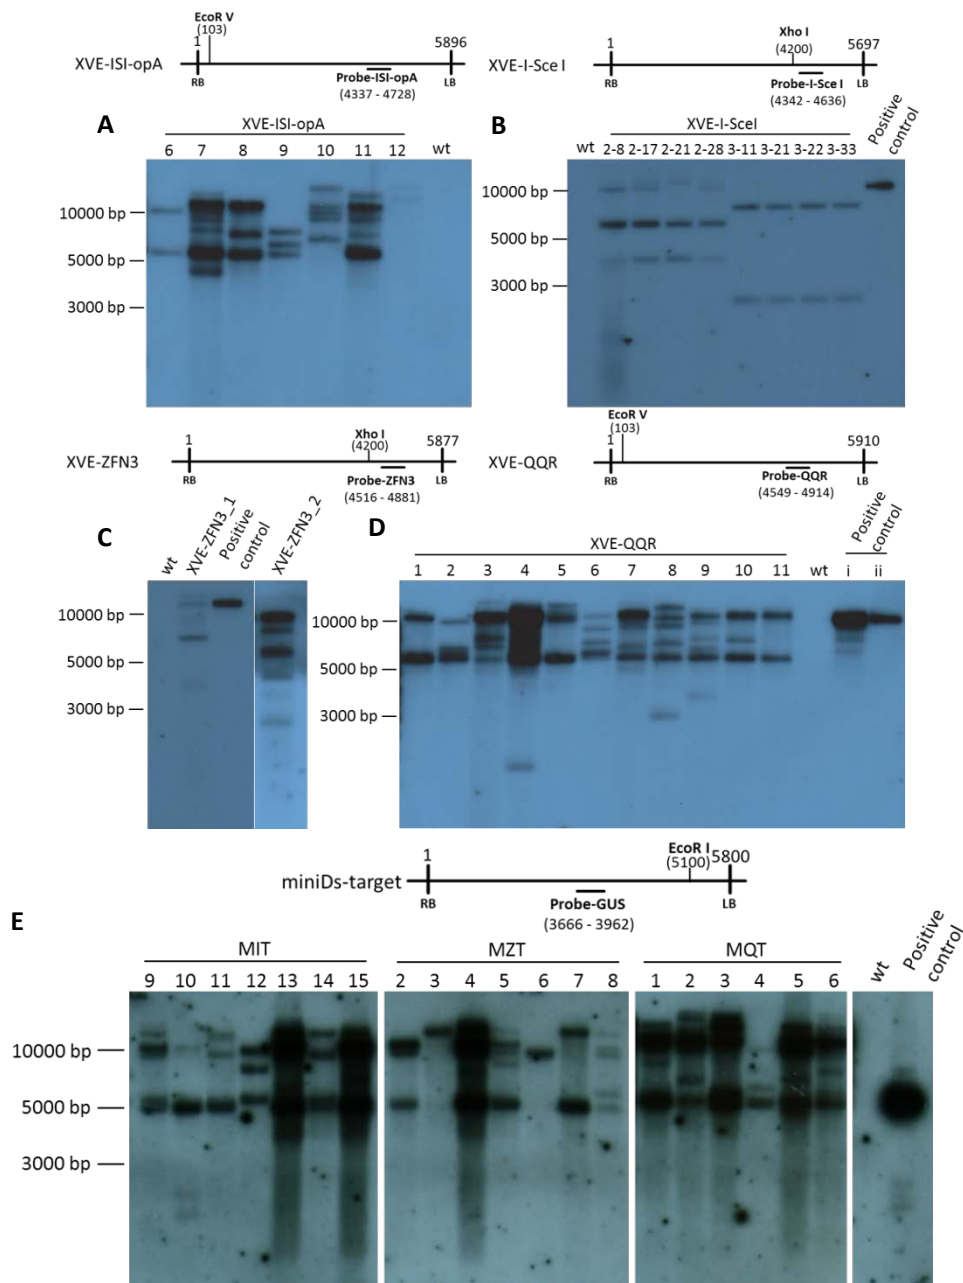 EcoR V
(103)
1
5896
XVE-ISI-opA
RB
Probe-ISI-opA
LB
(4337 - 4728)
Xho I
1
(4200)
5697
XVE-I-Sce I
RB
Probe-I-Sce I
LB
(4342 - 4636)
A
XVE-ISI-opA
6 7 8 9 10 11 12 wt
10000 bp
5000 bp
3000 bp
B
XVE-I-SceI
Positive control
wt 2-8 2-17 2-21 2-28 3-11 3-21 3-22 3-33
10000 bp
5000 bp
3000 bp
Xho I
1
(4200)
5877
XVE-ZFN3
RB
Probe-ZFN3
LB
(4516 - 4881)
EcoR V
1
(103)
5910
XVE-QQR
RB
Probe-QQR
LB
(4549 - 4914)
C
wt
XVE-ZFN3_1
Positive control
XVE-ZFN3_2
10000 bp
5000 bp
3000 bp
D
XVE-QQR
Positive control
1 2 3 4 5 6 7 8 9 10 11 wt i ii
10000 bp
5000 bp
3000 bp
EcoR I
1
(5100)
5800
miniDs-target
RB
Probe-GUS
LB
(3666 - 3962)
E
MIT
9 10 11 12 13 14 15
MZT
2 3 4 5 6 7 8
MQT
1 2 3 4 5 6
wt
Positive control
10000 bp
5000 bp
3000 bp